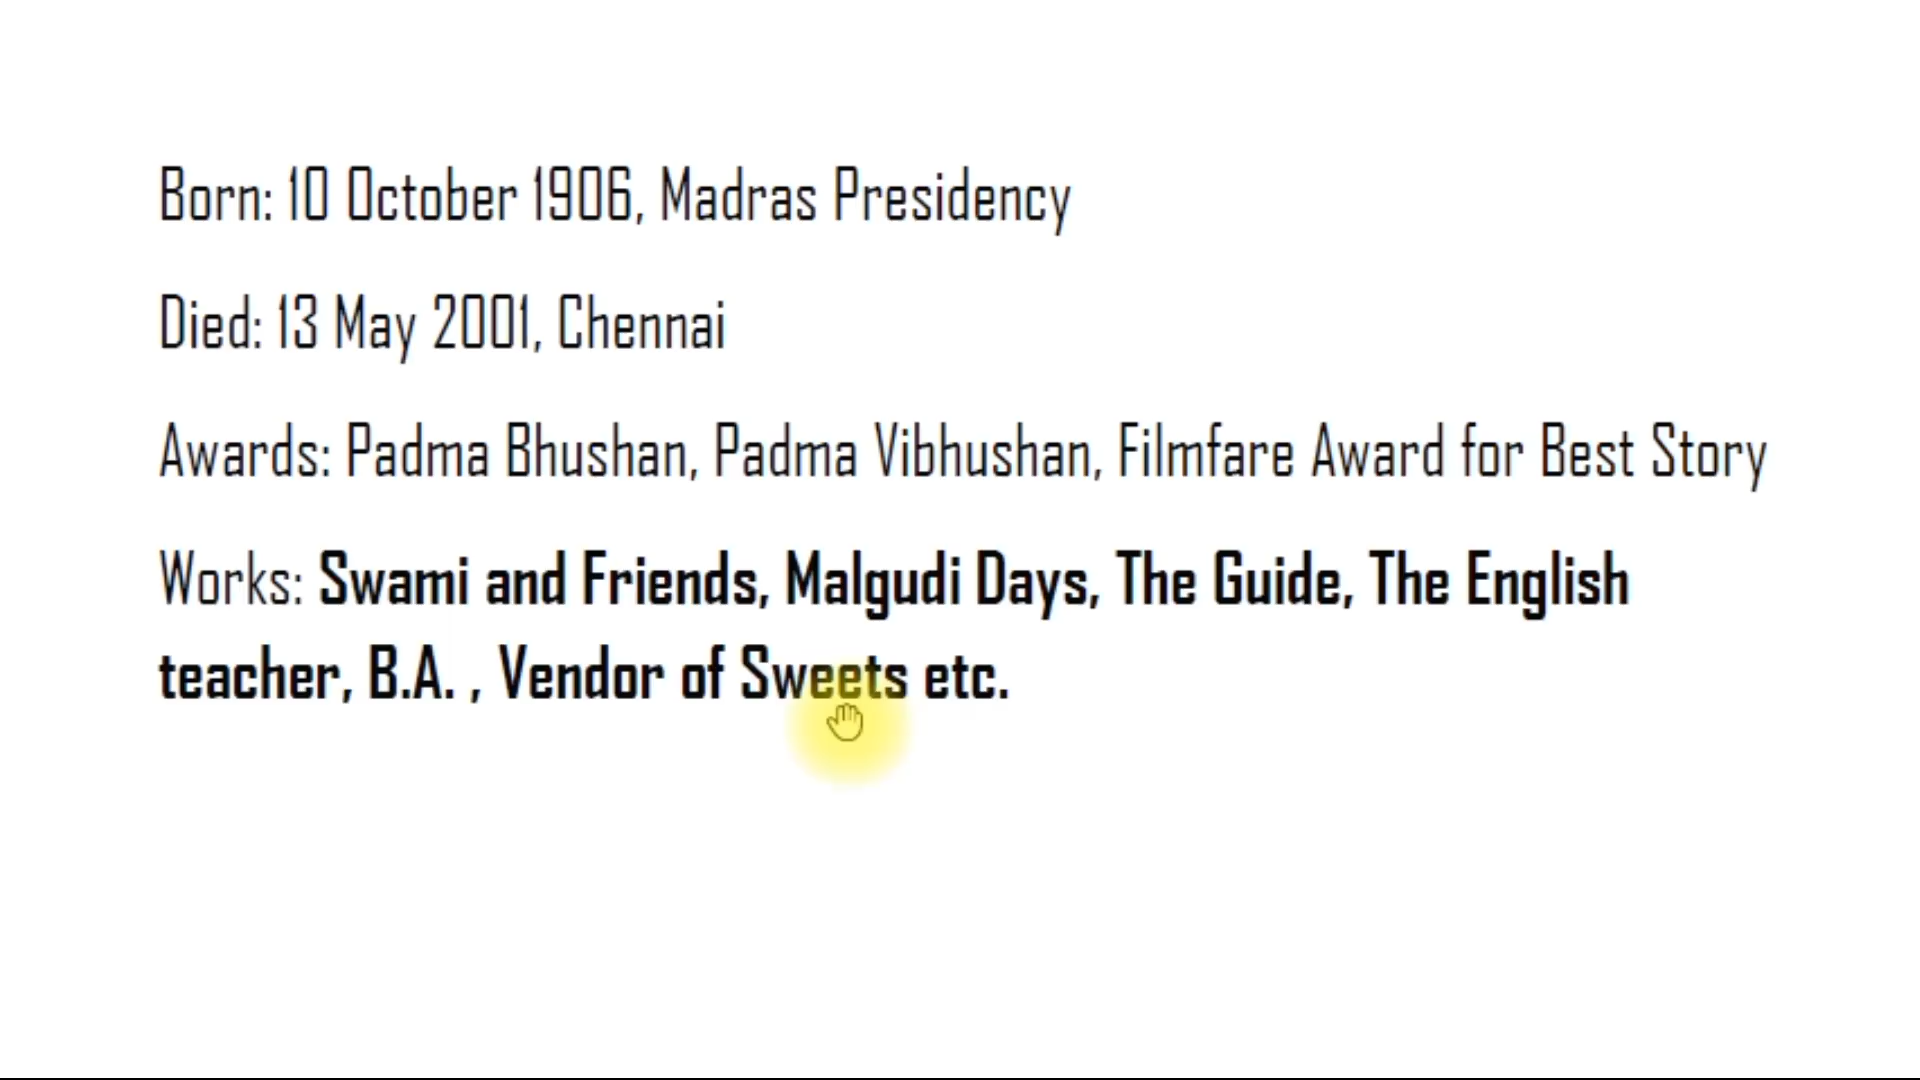 Born: 10 October 1906, Madras Presidency
Died: 13 May 2001, Chennai
Awards: Padma Bhushan, Padma Vibhushan, Filmfare Award for Best Story
Works: Swami and Friends, Malgudi Days, The Guide, The English
teacher, B.A. , Vendor of Sweets etc.